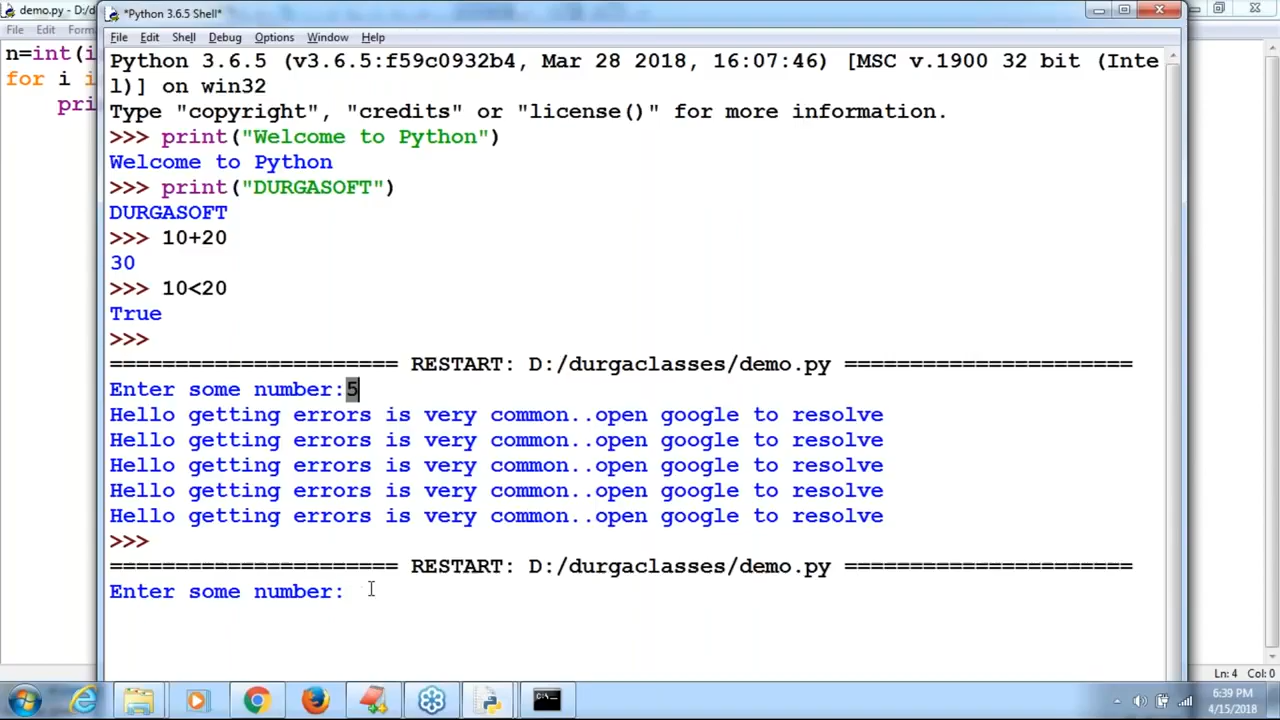 demo.py - D:/d
*Python 3.6.5 Shell*
File Edit Form
File Edit Shell Debug Options Window Help
n=int(i
for i i
pri
Python 3.6.5 (v3.6.5:f59c0932b4, Mar 28 2018, 16:07:46) [MSC v.1900 32 bit (Inte
l)] on win32
Type "copyright", "credits" or "license()" for more information.
>>> print("Welcome to Python")
Welcome to Python
>>> print("DURGASOFT")
DURGASOFT
>>> 10+20
30
>>> 10<20
True
>>>
====================== RESTART: D:/durgaclasses/demo.py ======================
Enter some number:5
Hello getting errors is very common..open google to resolve
Hello getting errors is very common..open google to resolve
Hello getting errors is very common..open google to resolve
Hello getting errors is very common..open google to resolve
Hello getting errors is very common..open google to resolve
>>>
====================== RESTART: D:/durgaclasses/demo.py ======================
Enter some number:
Ln: 4 Col: 0
6:39 PM
4/15/2018